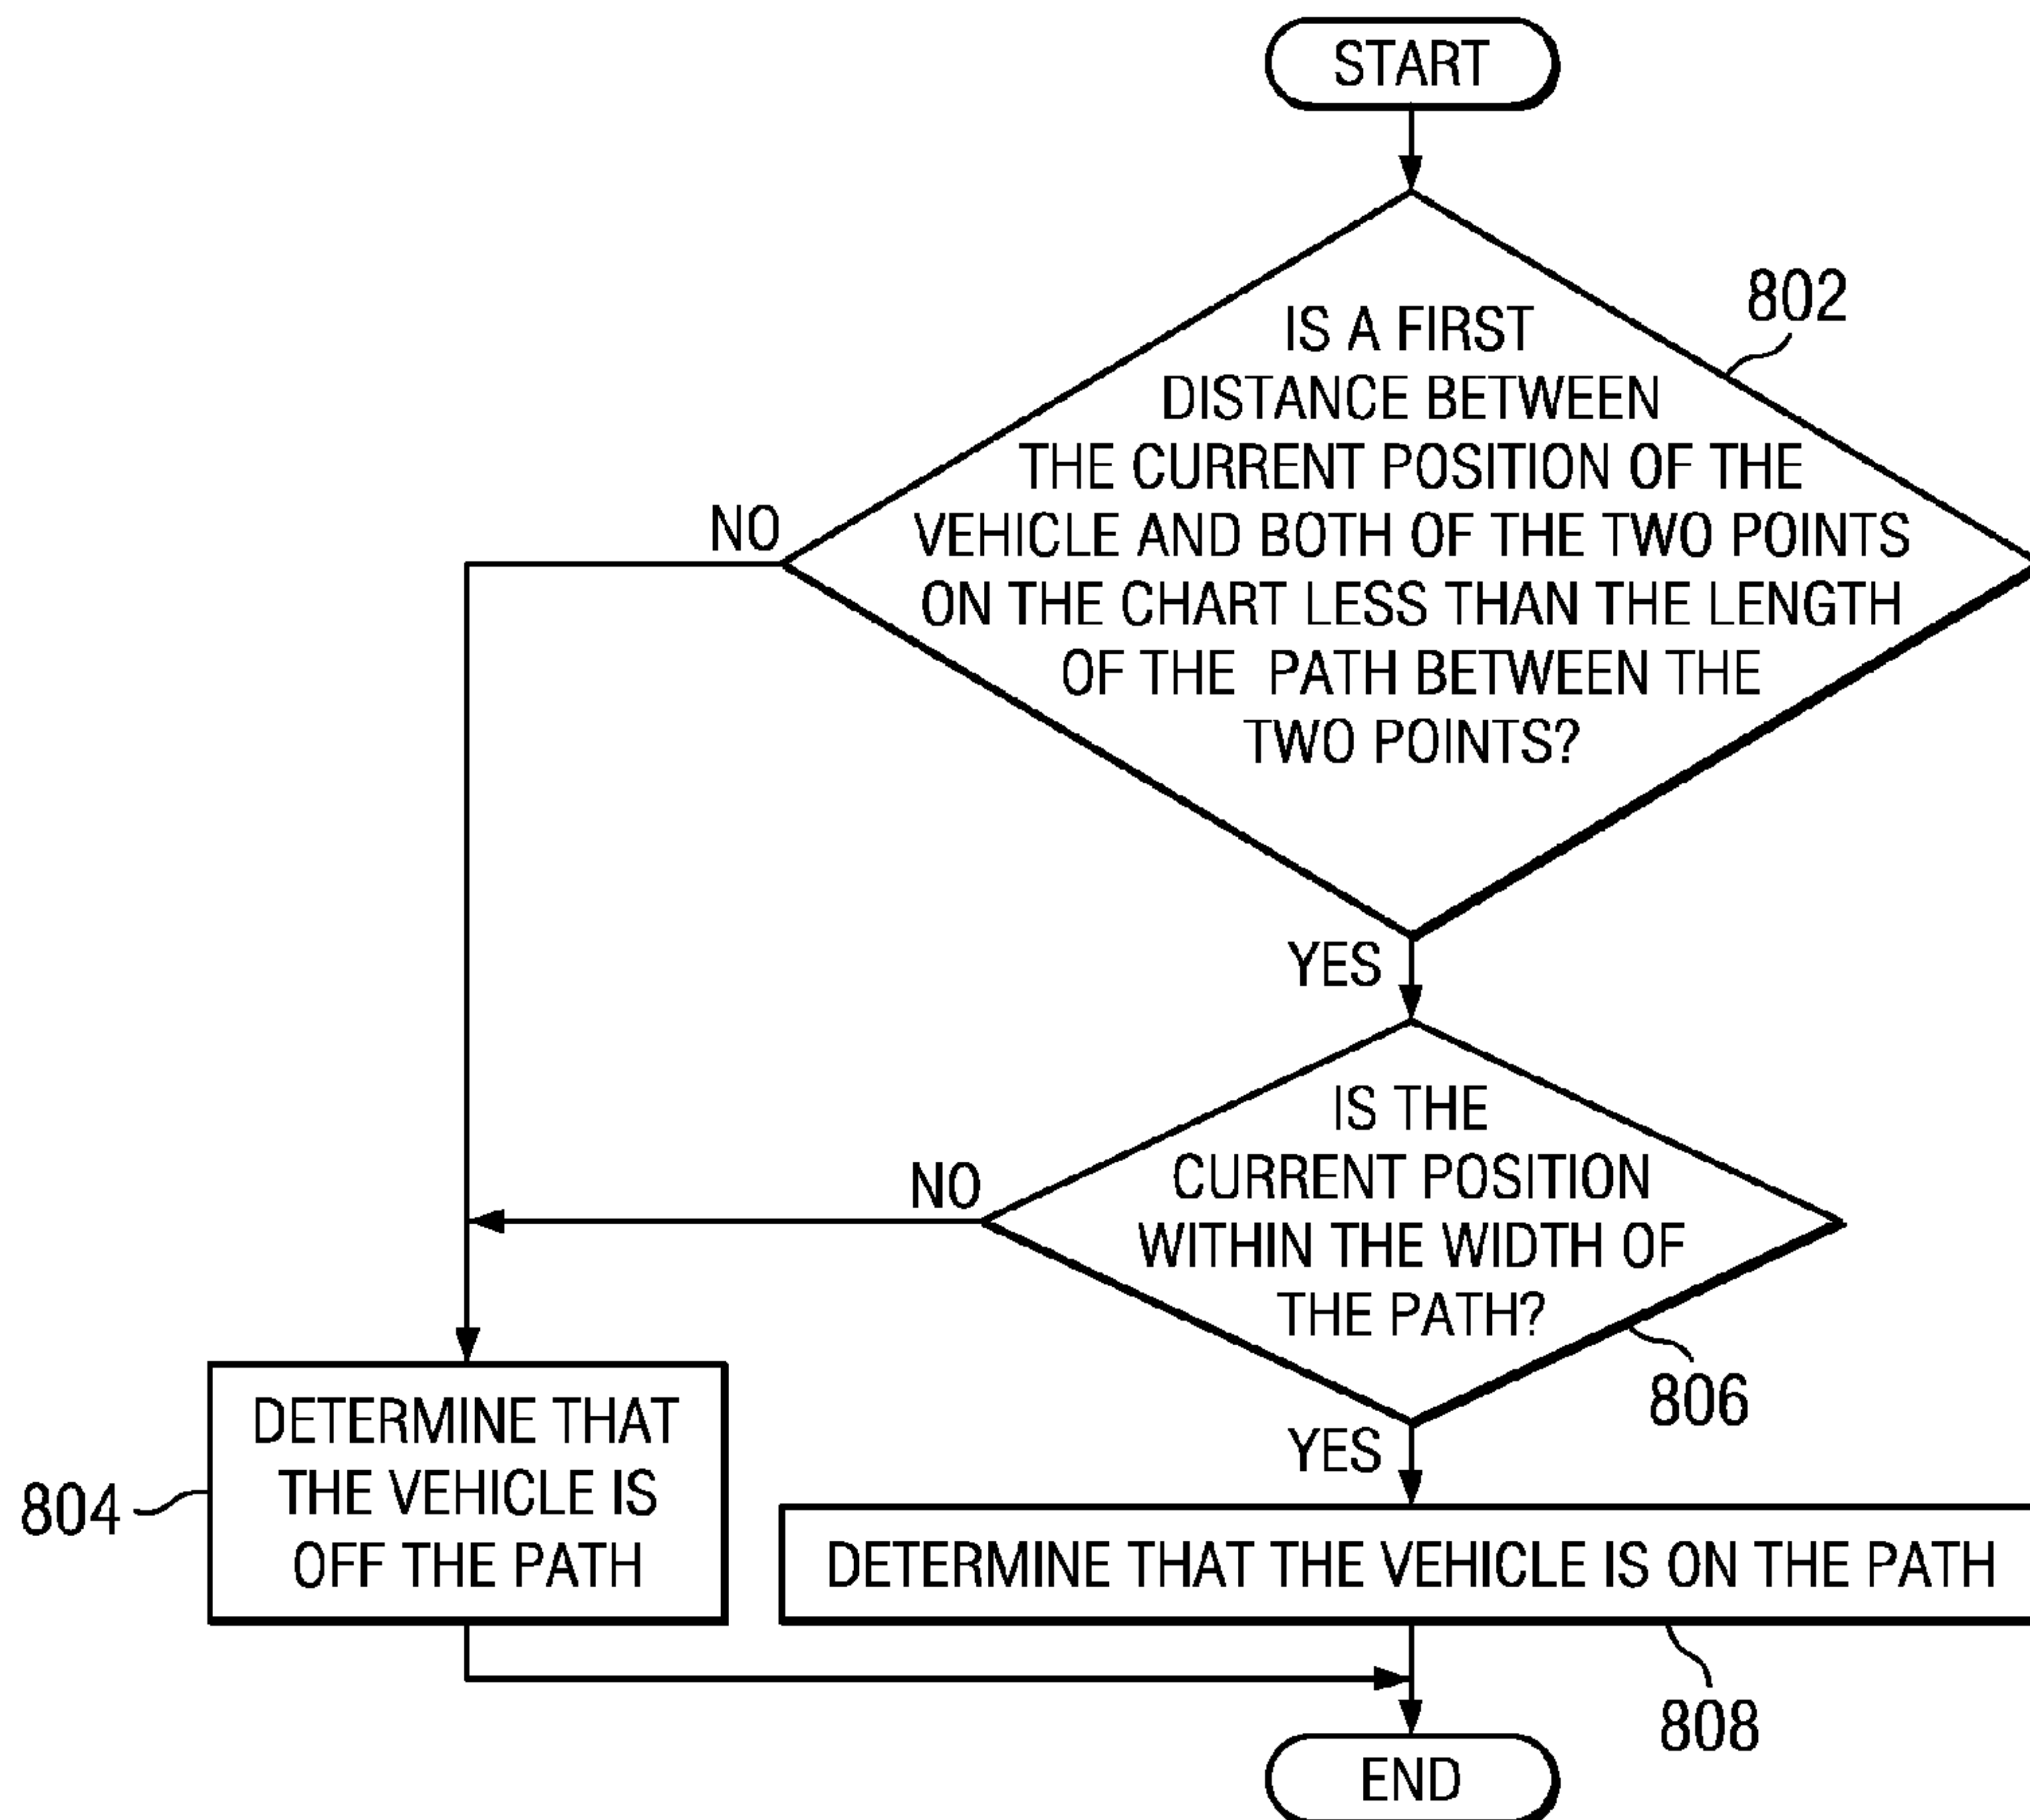 START
802
IS A FIRST
DISTANCE BETWEEN
THE CURRENT POSITION OF THE
VEHICLE AND BOTH OF THE TWO POINTS
ON THE CHART LESS THAN THE LENGTH
OF THE PATH BETWEEN THE
TWO POINTS?
NO
YES
IS THE
CURRENT POSITION
WITHIN THE WIDTH OF
THE PATH?
NO
806
YES
DETERMINE THAT
THE VEHICLE IS
OFF THE PATH
804
DETERMINE THAT THE VEHICLE IS ON THE PATH
808
END